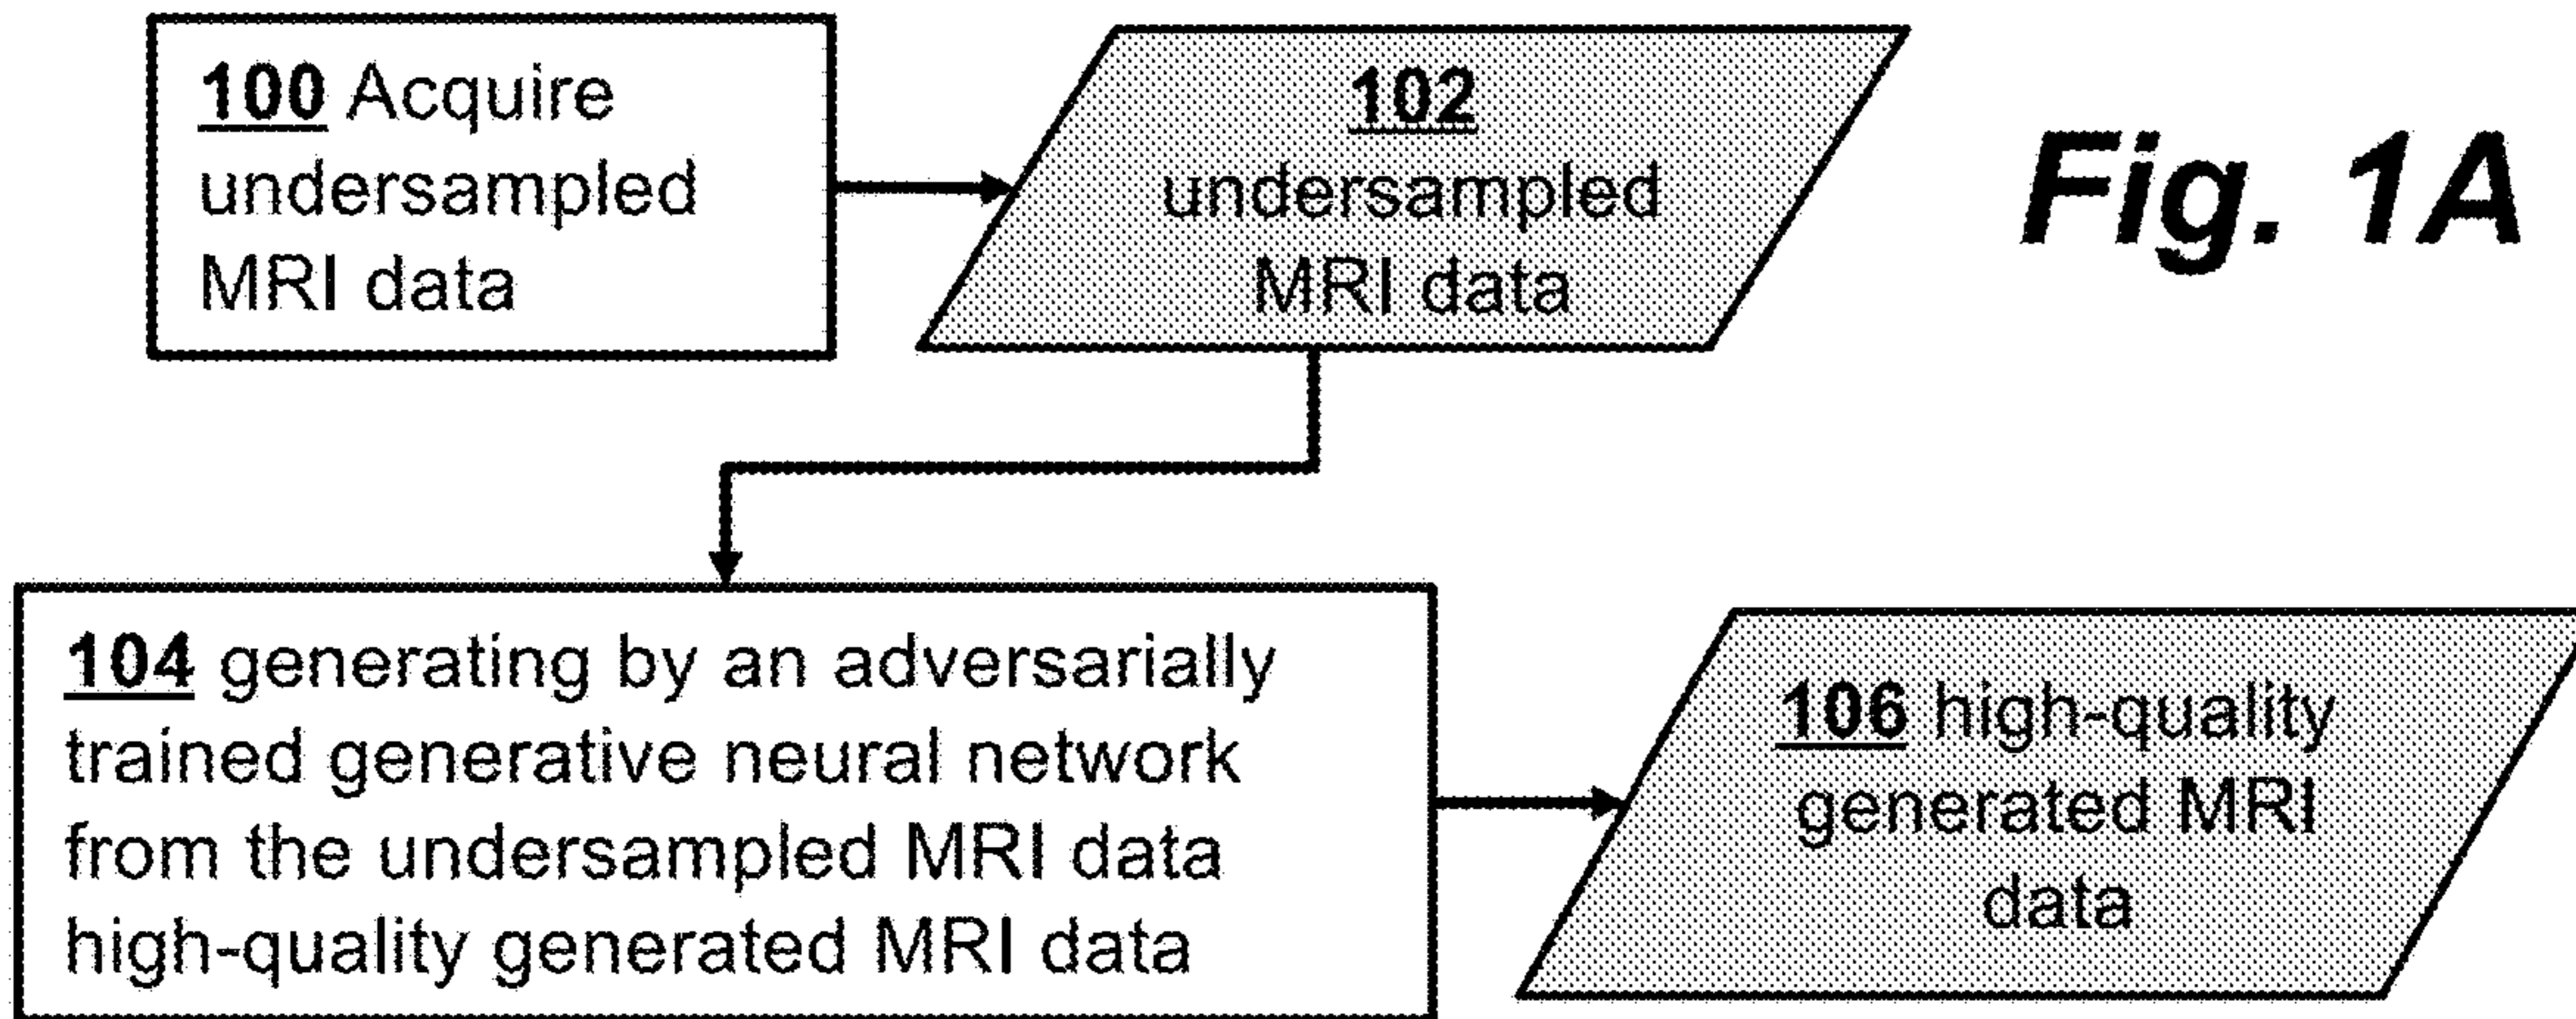 100 Acquire
undersampled
MRI data
102
undersampled
MRI data
Fig. 1A
104 generating by an adversarially
trained generative neural network
from the undersampled MRI data
high-quality generated MRI data
106 high-quality
generated MRI
data